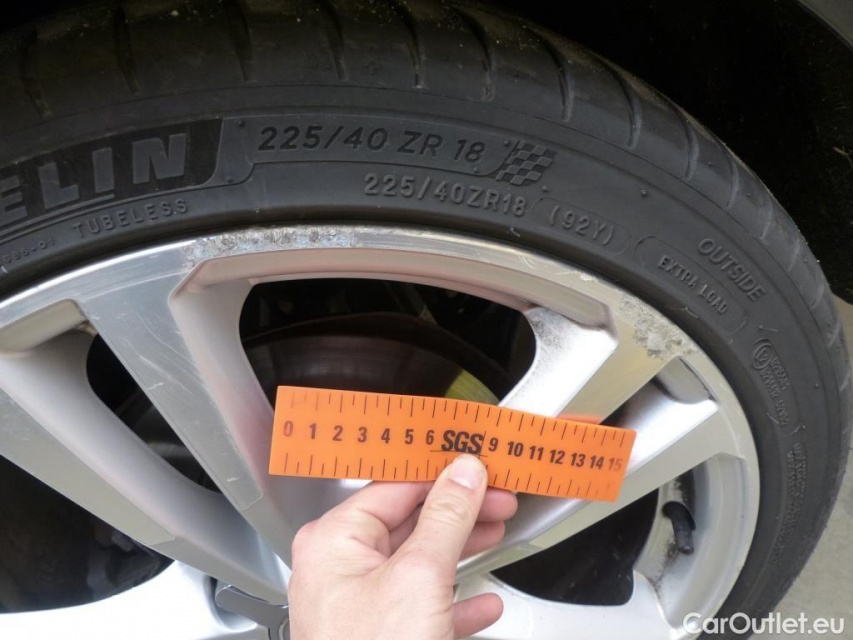 225/40 ZR 18
ELIN
225/40ZR18 (92Y)
TUBELESS
OUTSIDE
EXTRA LOAD
0 1 2 3 4 5 6 SGS 9 10 11 12 13 14 15
CarOutlet.eu